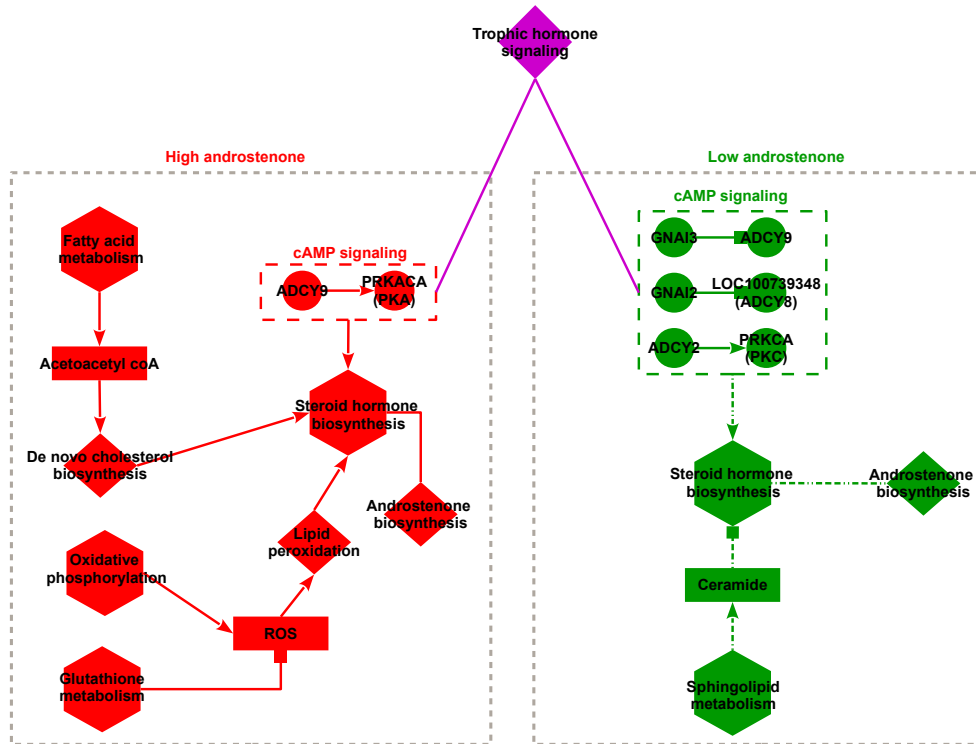 Trophic hormone
signaling
High androstenone
Fatty acid
metabolism
cAMP signaling
ADCY9
PRKACA
(PKA)
Acetoacetyl coA
Steroid hormone
biosynthesis
De novo cholesterol
biosynthesis
Androstenone
biosynthesis
Lipid
peroxidation
Oxidative
phosphorylation
ROS
Glutathione
metabolism
Low androstenone
cAMP signaling
GNAI3
ADCY9
GNAI2
LOC100739348
(ADCY8)
ADCY2
PRKCA
(PKC)
Steroid hormone
biosynthesis
Androstenone
biosynthesis
Ceramide
Sphingolipid
metabolism